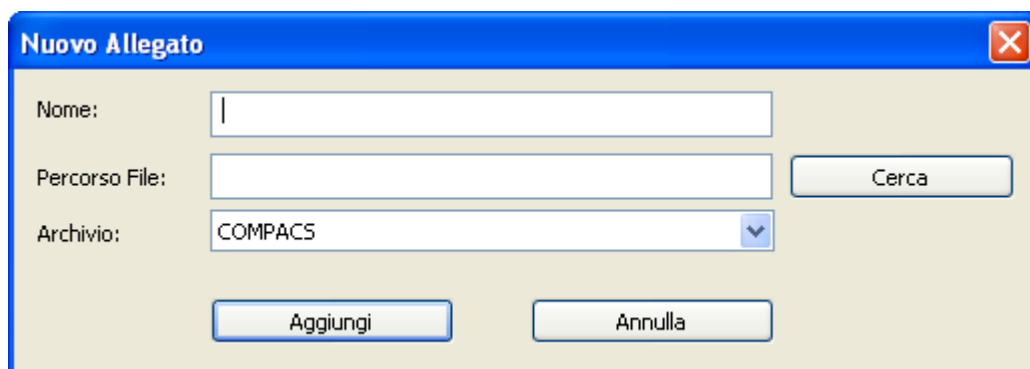 Nuovo Allegato
Nome:
Percorso File:
Cerca
Archivio:
COMPACS
Aggiungi
Annulla